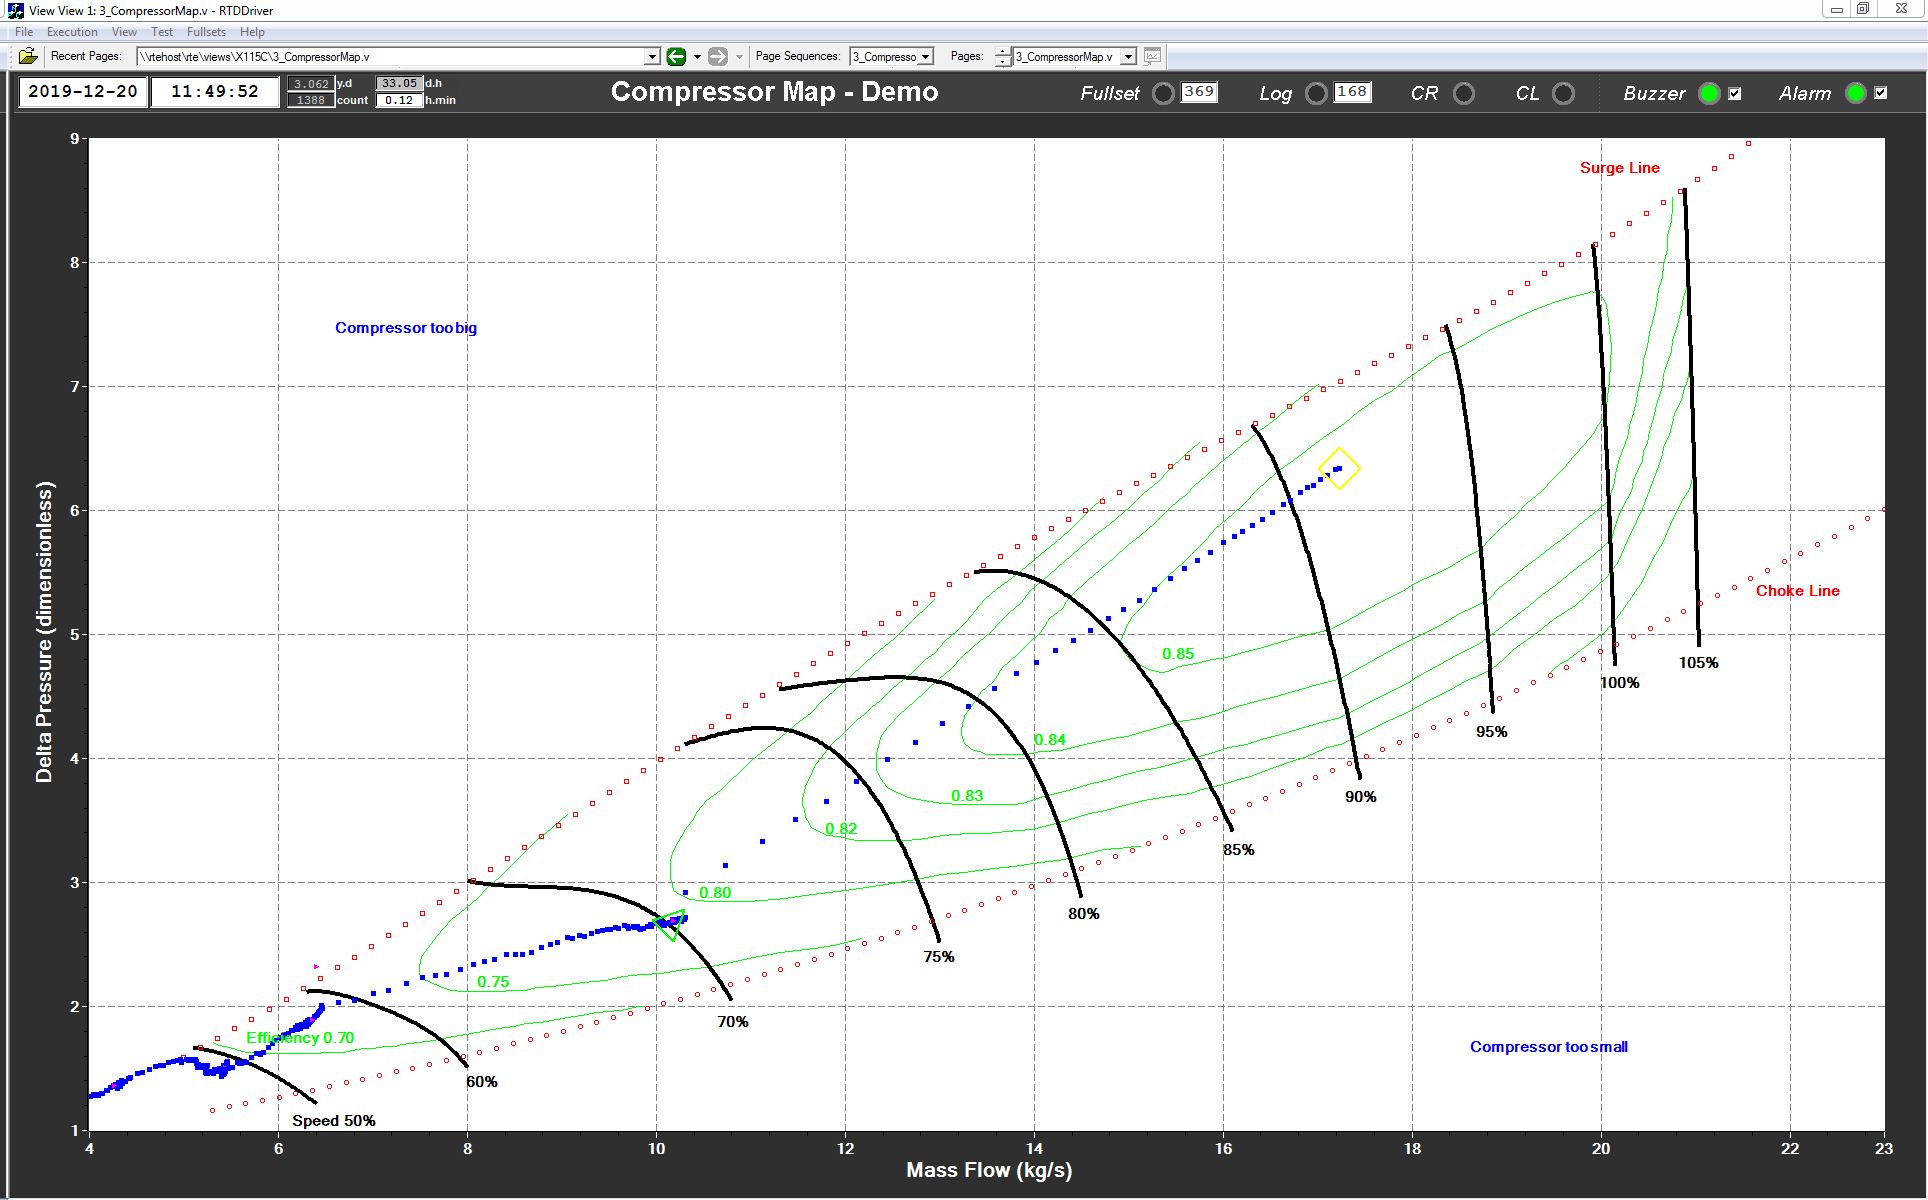 View View 1: 3_CompressorMap.v - RTDDriver
File Execution View Test Fullsets Help
Recent Pages: \\rtehost\rte\views\X115C\3_CompressorMap.v Page Sequences: 3_Compresso Pages: 3_CompressorMap.v
2019-12-20 11:49:52 3.062 y.d 33.05 d.h
1388 count 0.12 h.min
Compressor Map - Demo Fullset 369 Log 168 CR CL Buzzer Alarm
9
Surge Line
8
Compressor too big
7
6
Choke Line
5
0.85
105%
100%
95%
0.84
4
90%
0.83
0.82
85%
3
0.80
80%
75%
0.75
70%
2
Efficiency 0.70
Compressor too small
60%
Speed 50%
1
Delta Pressure (dimensionless)
4 6 8 10 12 14 16 18 20 22 23
Mass Flow (kg/s)